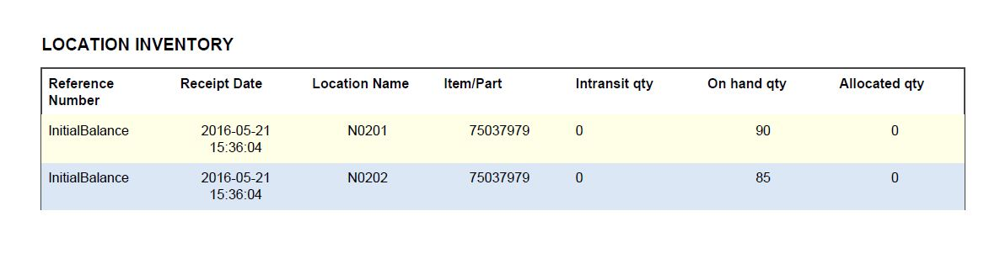 LOCATION INVENTORY
Reference Number Receipt Date Location Name Item/Part Intransit qty On hand qty Allocated qty
InitialBalance 2016-05-21 15:36:04 N0201 75037979 0 90 0
InitialBalance 2016-05-21 15:36:04 N0202 75037979 0 85 0